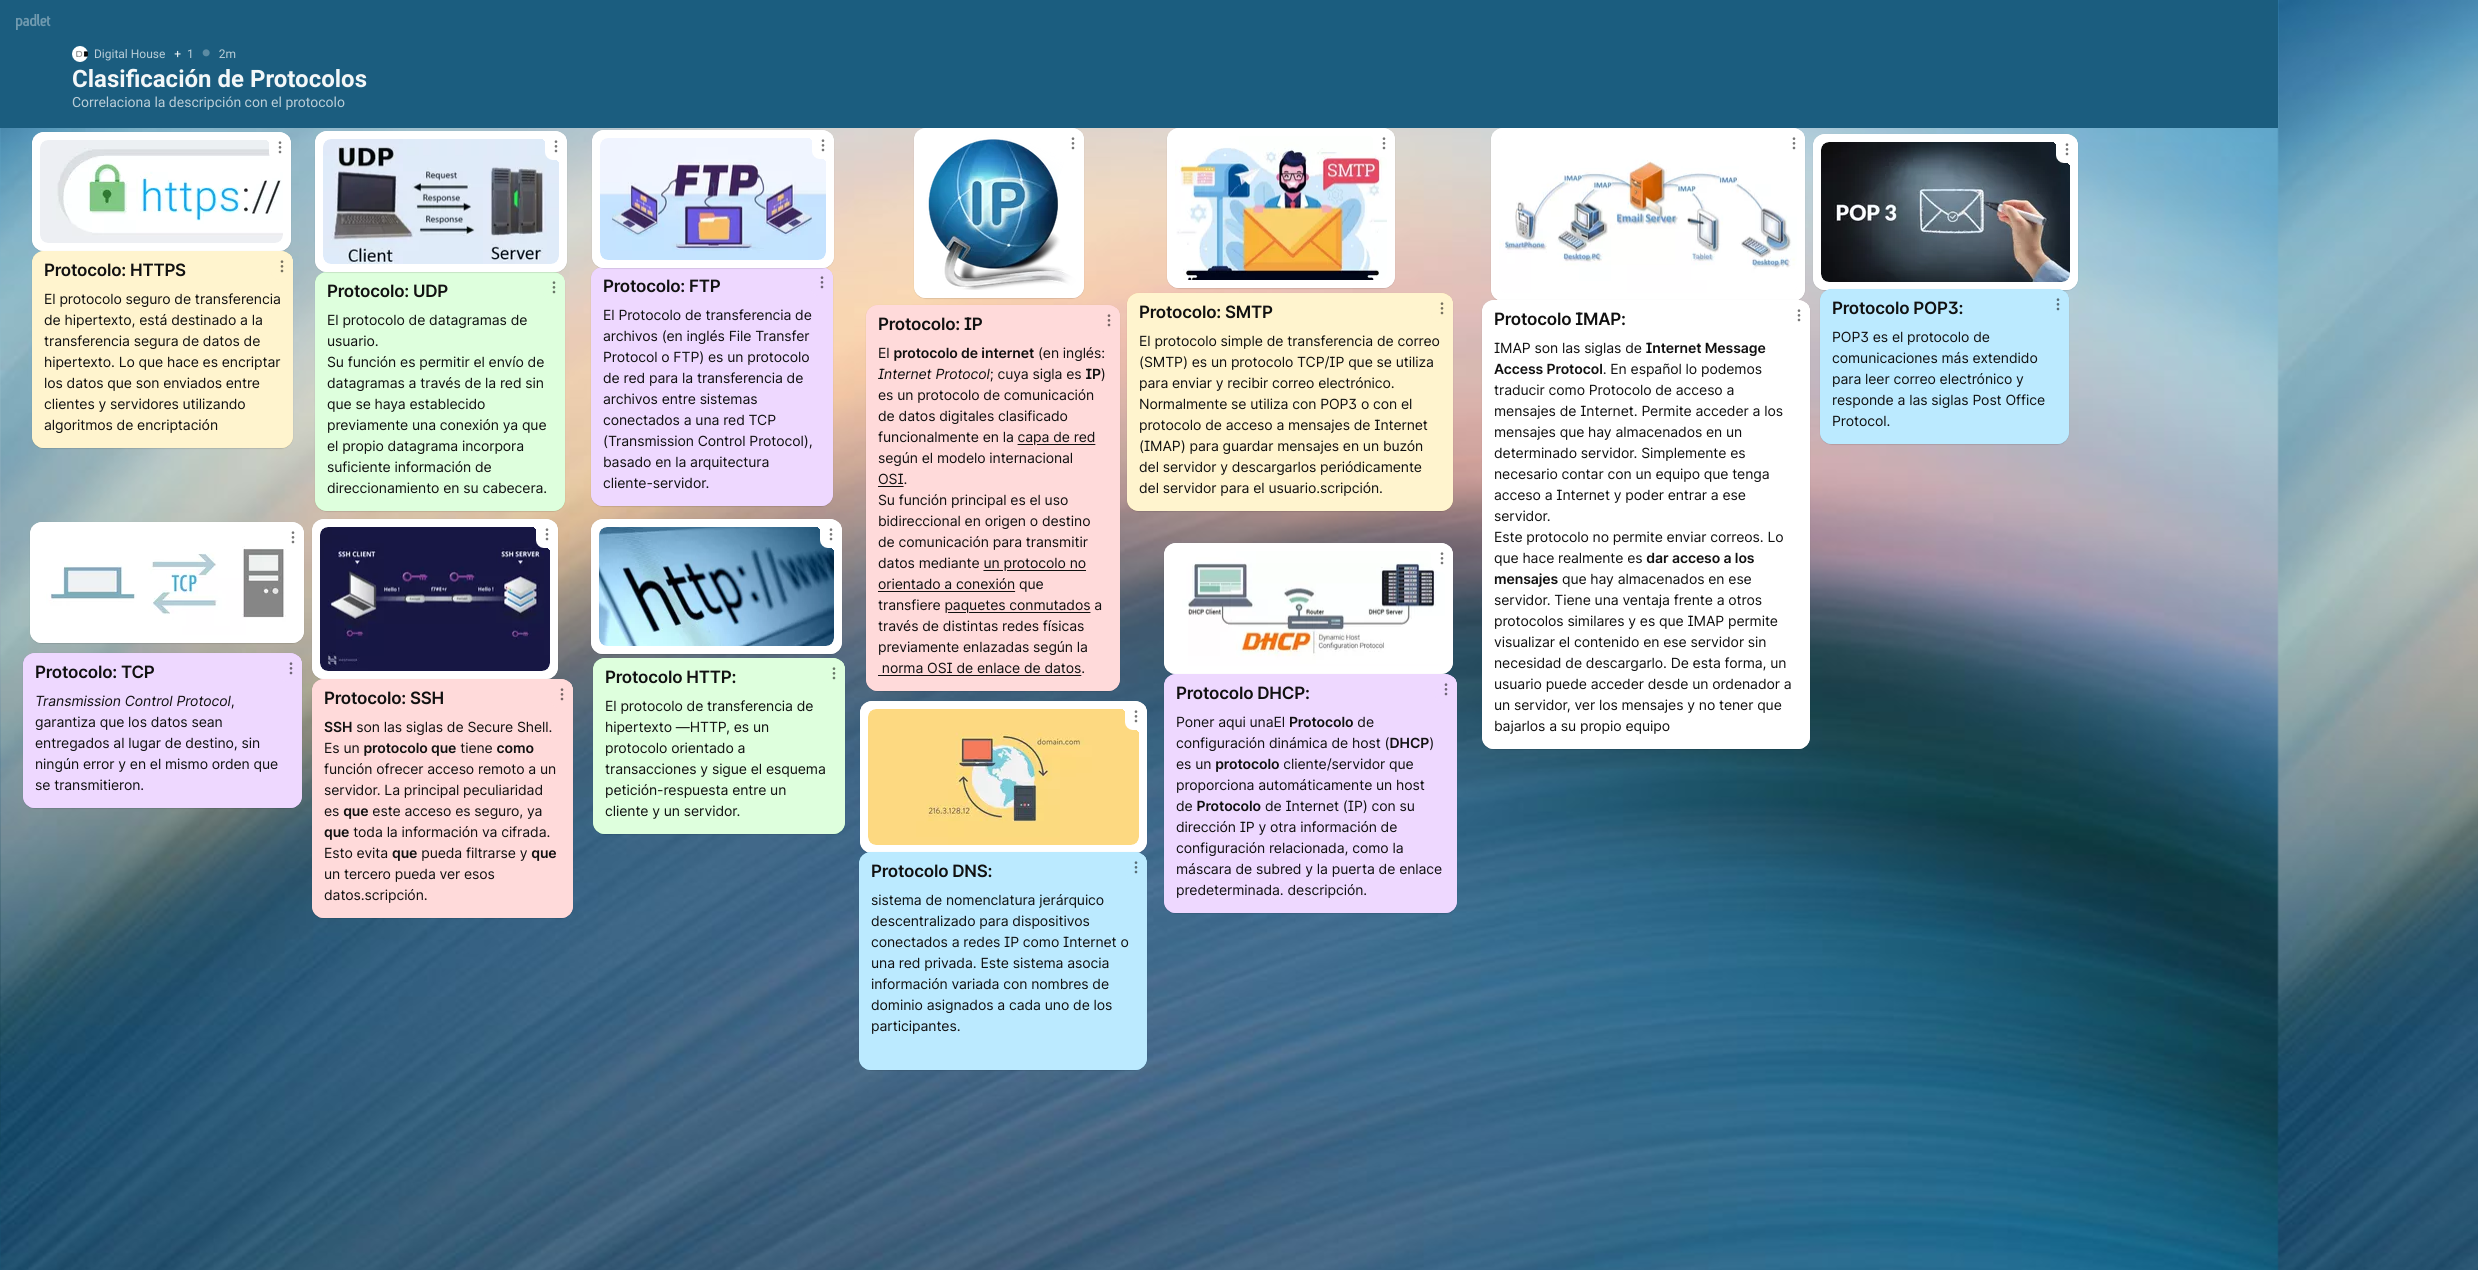 padlet
Digital House + 1 2m
Clasificación de Protocolos
Correlaciona la descripción con el protocolo
https://
Protocolo: HTTPS
El protocolo seguro de transferencia
de hipertexto, está destinado a la
transferencia segura de datos de
hipertexto. Lo que hace es encriptar
los datos que son enviados entre
clientes y servidores utilizando
algoritmos de encriptación
UDP
Request
Response
Response
Client
Server
Protocolo: UDP
El protocolo de datagramas de
usuario.
Su función es permitir el envío de
datagramas a través de la red sin
que se haya establecido
previamente una conexión ya que
el propio datagrama incorpora
suficiente información de
direccionamiento en su cabecera.
FTP
Protocolo: FTP
El Protocolo de transferencia de
archivos (en inglés File Transfer
Protocol o FTP) es un protocolo
de red para la transferencia de
archivos entre sistemas
conectados a una red TCP
(Transmission Control Protocol),
basado en la arquitectura
cliente-servidor.
IP
Protocolo: IP
El protocolo de internet (en inglés:
Internet Protocol; cuya sigla es IP)
es un protocolo de comunicación
de datos digitales clasificado
funcionalmente en la capa de red
según el modelo internacional
OSI.
Su función principal es el uso
bidireccional en origen o destino
de comunicación para transmitir
datos mediante un protocolo no
orientado a conexión que
transfiere paquetes conmutados a
través de distintas redes físicas
previamente enlazadas según la
norma OSI de enlace de datos.
SMTP
Protocolo: SMTP
El protocolo simple de transferencia de correo
(SMTP) es un protocolo TCP/IP que se utiliza
para enviar y recibir correo electrónico.
Normalmente se utiliza con POP3 o con el
protocolo de acceso a mensajes de Internet
(IMAP) para guardar mensajes en un buzón
del servidor y descargarlos periódicamente
del servidor para el usuario.scripción.
IMAP
IMAP
IMAP
IMAP
Email Server
SmartPhone
Desktop PC
Tablet
Desktop PC
Protocolo IMAP:
IMAP son las siglas de Internet Message
Access Protocol. En español lo podemos
traducir como Protocolo de acceso a
mensajes de Internet. Permite acceder a los
mensajes que hay almacenados en un
determinado servidor. Simplemente es
necesario contar con un equipo que tenga
acceso a Internet y poder entrar a ese
servidor.
Este protocolo no permite enviar correos. Lo
que hace realmente es dar acceso a los
mensajes que hay almacenados en ese
servidor. Tiene una ventaja frente a otros
protocolos similares y es que IMAP permite
visualizar el contenido en ese servidor sin
necesidad de descargarlo. De esta forma, un
usuario puede acceder desde un ordenador a
un servidor, ver los mensajes y no tener que
bajarlos a su propio equipo
POP 3
Protocolo POP3:
POP3 es el protocolo de
comunicaciones más extendido
para leer correo electrónico y
responde a las siglas Post Office
Protocol.
TCP
Protocolo: TCP
Transmission Control Protocol,
garantiza que los datos sean
entregados al lugar de destino, sin
ningún error y en el mismo orden que
se transmitieron.
SSH CLIENT
SSH SERVER
Hello !
Hello !
Protocolo: SSH
SSH son las siglas de Secure Shell.
Es un protocolo que tiene como
función ofrecer acceso remoto a un
servidor. La principal peculiaridad
es que este acceso es seguro, ya
que toda la información va cifrada.
Esto evita que pueda filtrarse y que
un tercero pueda ver esos
datos.scripción.
http://www
Protocolo HTTP:
El protocolo de transferencia de
hipertexto —HTTP, es un
protocolo orientado a
transacciones y sigue el esquema
petición-respuesta entre un
cliente y un servidor.
domain.com
216.3.128.12
Protocolo DNS:
sistema de nomenclatura jerárquico
descentralizado para dispositivos
conectados a redes IP como Internet o
una red privada. Este sistema asocia
información variada con nombres de
dominio asignados a cada uno de los
participantes.
DHCP Client
Router
DHCP Server
DHCP
Dynamic Host
Configuration Protocol
Protocolo DHCP:
Poner aqui unaEl Protocolo de
configuración dinámica de host (DHCP)
es un protocolo cliente/servidor que
proporciona automáticamente un host
de Protocolo de Internet (IP) con su
dirección IP y otra información de
configuración relacionada, como la
máscara de subred y la puerta de enlace
predeterminada. descripción.